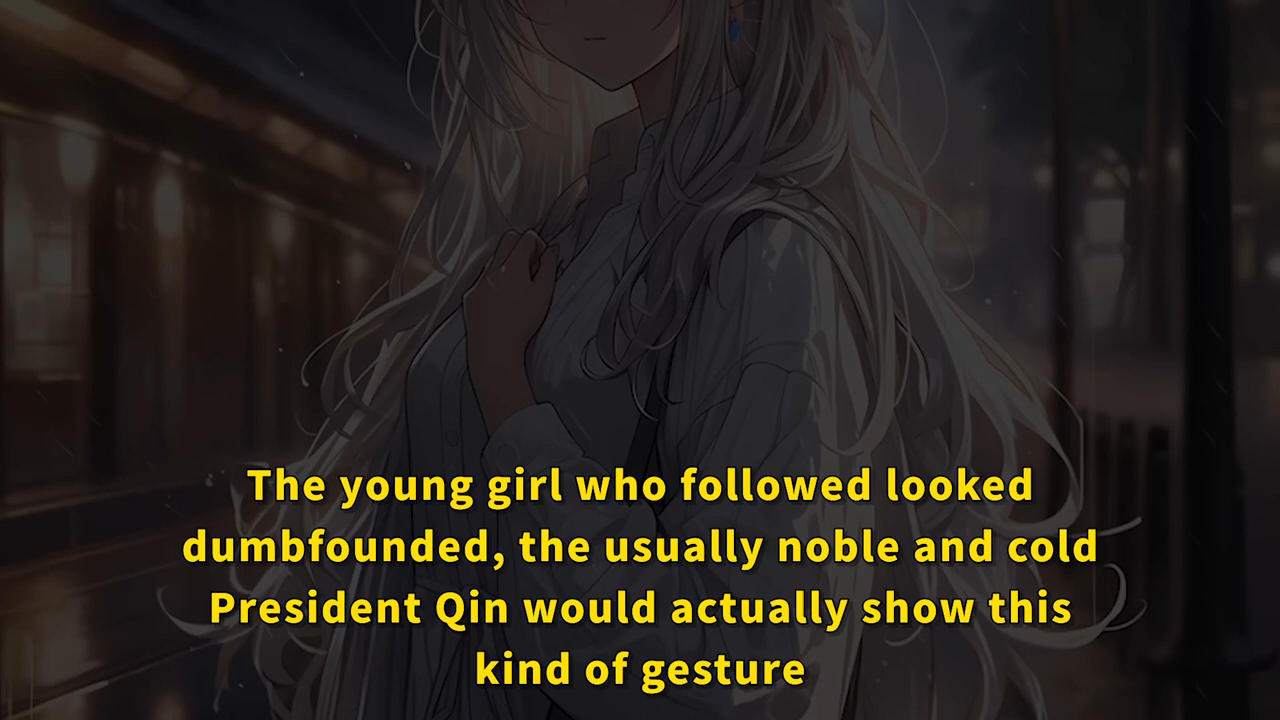 The young girl who followed looked
dumbfounded, the usually noble and cold
President Qin would actually show this
kind of gesture